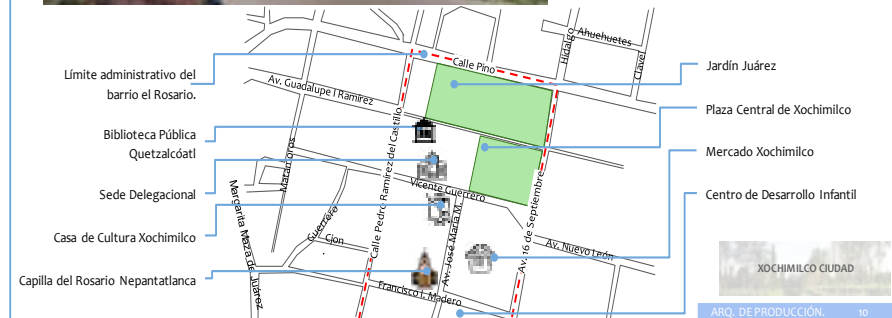 Límite administrativo del
barrio el Rosario.
Biblioteca Pública
Quetzalcóatl
Sede Delegacional
Casa de Cultura Xochimilco
Capilla del Rosario Nepantatlanca
Calle Pino
Av. Guadalupe I Ramirez
Hidalgo
Ahuehuetes
Clavel
Calle Pedro Ramírez del Castillo
Matamoros
Margarita Maza de Juárez
Guerrero
Cjon
Vicente Guerrero
Av. José María M.
Av. 16 de Septiembre
Av. Nuevo León
Francisco I. Madero
Jardín Juárez
Plaza Central de Xochimilco
Mercado Xochimilco
Centro de Desarrollo Infantil
XOCHIMILCO CIUDAD
ARQ. DE PRODUCCIÓN. 10